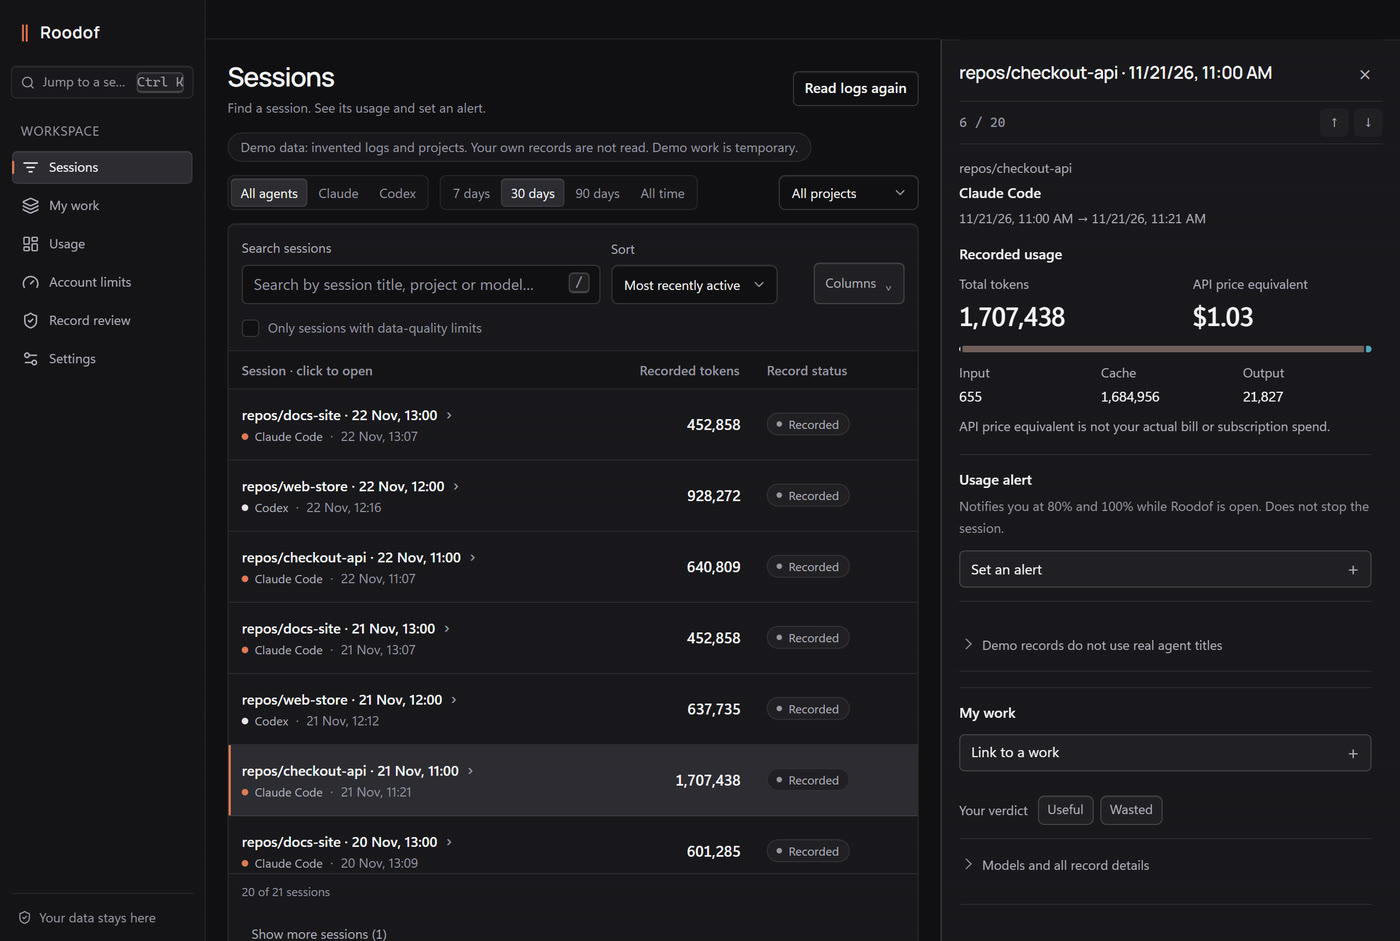 Roodof
Jump to a se... Ctrl K
WORKSPACE
Sessions
My work
Usage
Account limits
Record review
Settings
Your data stays here
Sessions
Find a session. See its usage and set an alert.
Read logs again
Demo data: invented logs and projects. Your own records are not read. Demo work is temporary.
All agents Claude Codex 7 days 30 days 90 days All time All projects
Search sessions
Sort
Search by session title, project or model... /
Most recently active
Columns
Only sessions with data-quality limits
Session · click to open Recorded tokens Record status
repos/docs-site · 22 Nov, 13:00 ›
Claude Code · 22 Nov, 13:07
452,858 Recorded
repos/web-store · 22 Nov, 12:00 ›
Codex · 22 Nov, 12:16
928,272 Recorded
repos/checkout-api · 22 Nov, 11:00 ›
Claude Code · 22 Nov, 11:07
640,809 Recorded
repos/docs-site · 21 Nov, 13:00 ›
Claude Code · 21 Nov, 13:07
452,858 Recorded
repos/web-store · 21 Nov, 12:00 ›
Codex · 21 Nov, 12:12
637,735 Recorded
repos/checkout-api · 21 Nov, 11:00 ›
Claude Code · 21 Nov, 11:21
1,707,438 Recorded
repos/docs-site · 20 Nov, 13:00 ›
Claude Code · 20 Nov, 13:09
601,285 Recorded
20 of 21 sessions
Show more sessions (1)
repos/checkout-api · 11/21/26, 11:00 AM
6 / 20 ↑ ↓
repos/checkout-api
Claude Code
11/21/26, 11:00 AM → 11/21/26, 11:21 AM
Recorded usage
Total tokens API price equivalent
1,707,438 $1.03
Input Cache Output
655 1,684,956 21,827
API price equivalent is not your actual bill or subscription spend.
Usage alert
Notifies you at 80% and 100% while Roodof is open. Does not stop the
session.
Set an alert +
Demo records do not use real agent titles
My work
Link to a work +
Your verdict Useful Wasted
Models and all record details